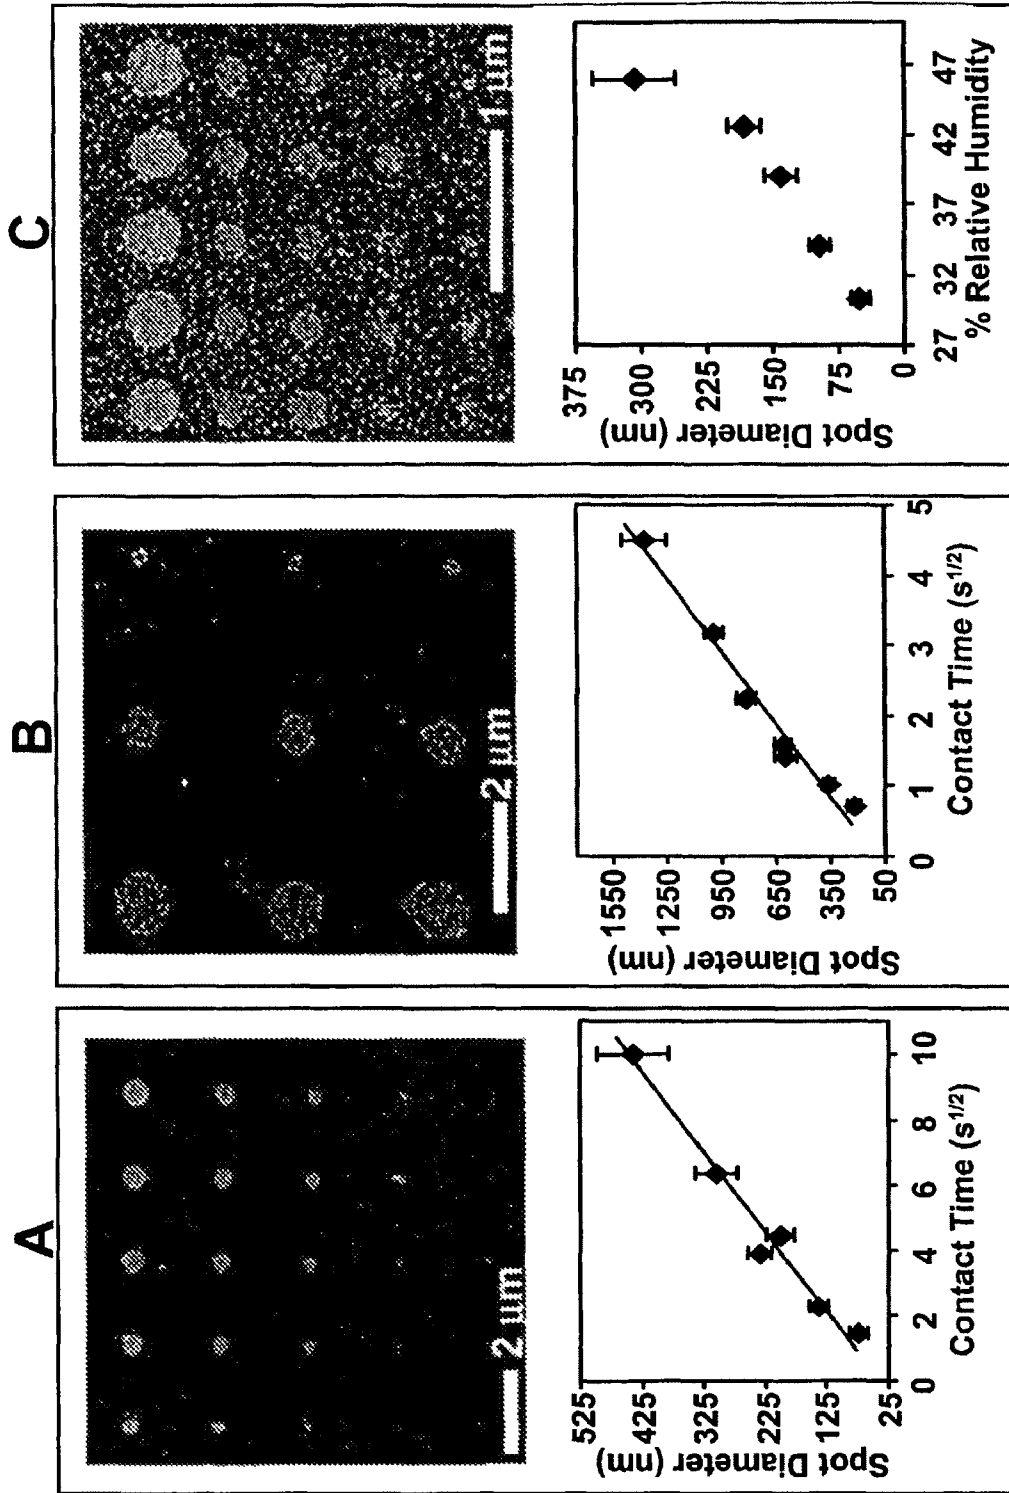 A
2 μm
525
425
325
225
125
25
Spot Diameter (nm)
0
2
4
6
8
10
Contact Time (s1/2)
B
2 μm
1550
1250
950
650
350
50
Spot Diameter (nm)
0
1
2
3
4
5
Contact Time (s1/2)
C
1 μm
375
300
225
150
75
0
Spot Diameter (nm)
27
32
37
42
47
% Relative Humidity